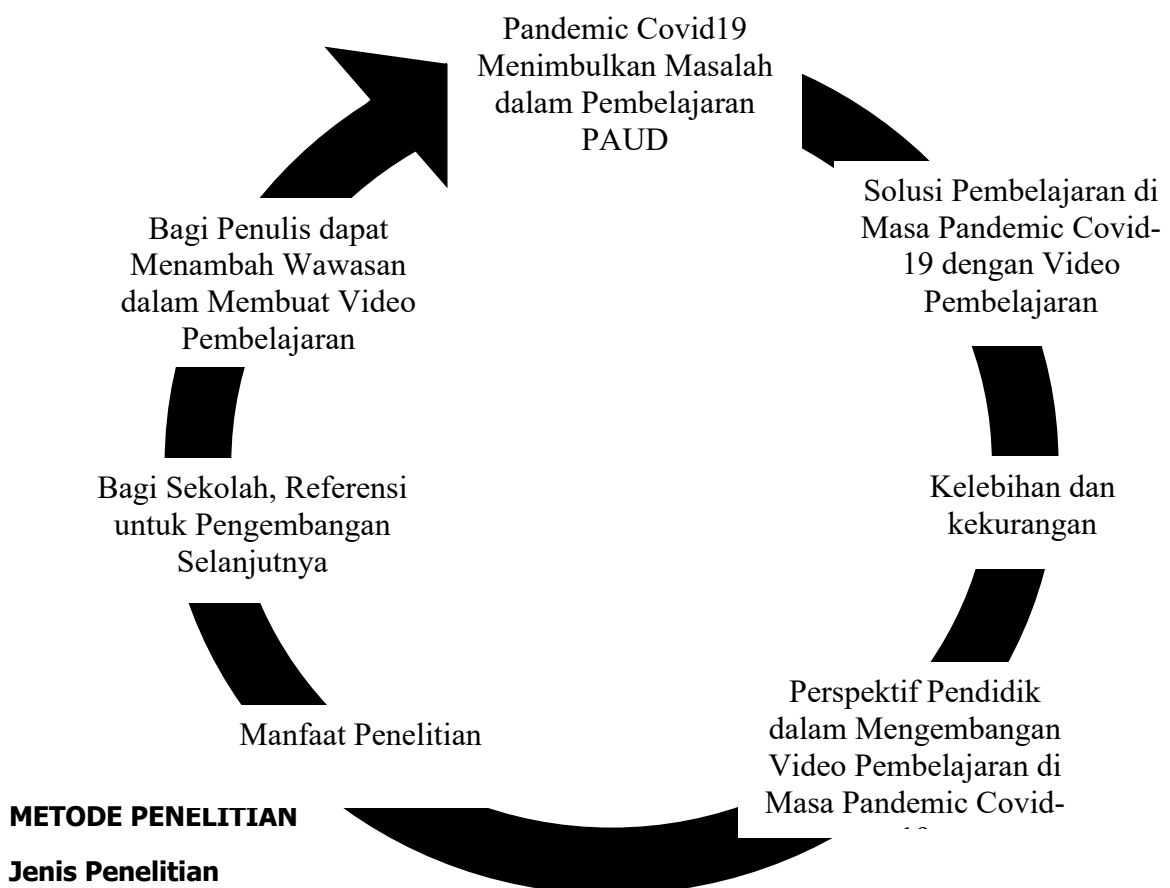 Pandemic Covid19
Menimbulkan Masalah
dalam Pembelajaran
PAUD
Solusi Pembelajaran di
Masa Pandemic Covid-
19 dengan Video
Pembelajaran
Kelebihan dan
kekurangan
Perspektif Pendidik
dalam Mengembangan
Video Pembelajaran di
Masa Pandemic Covid-
Manfaat Penelitian
Bagi Sekolah, Referensi
untuk Pengembangan
Selanjutnya
Bagi Penulis dapat
Menambah Wawasan
dalam Membuat Video
Pembelajaran
METODE PENELITIAN
Jenis Penelitian